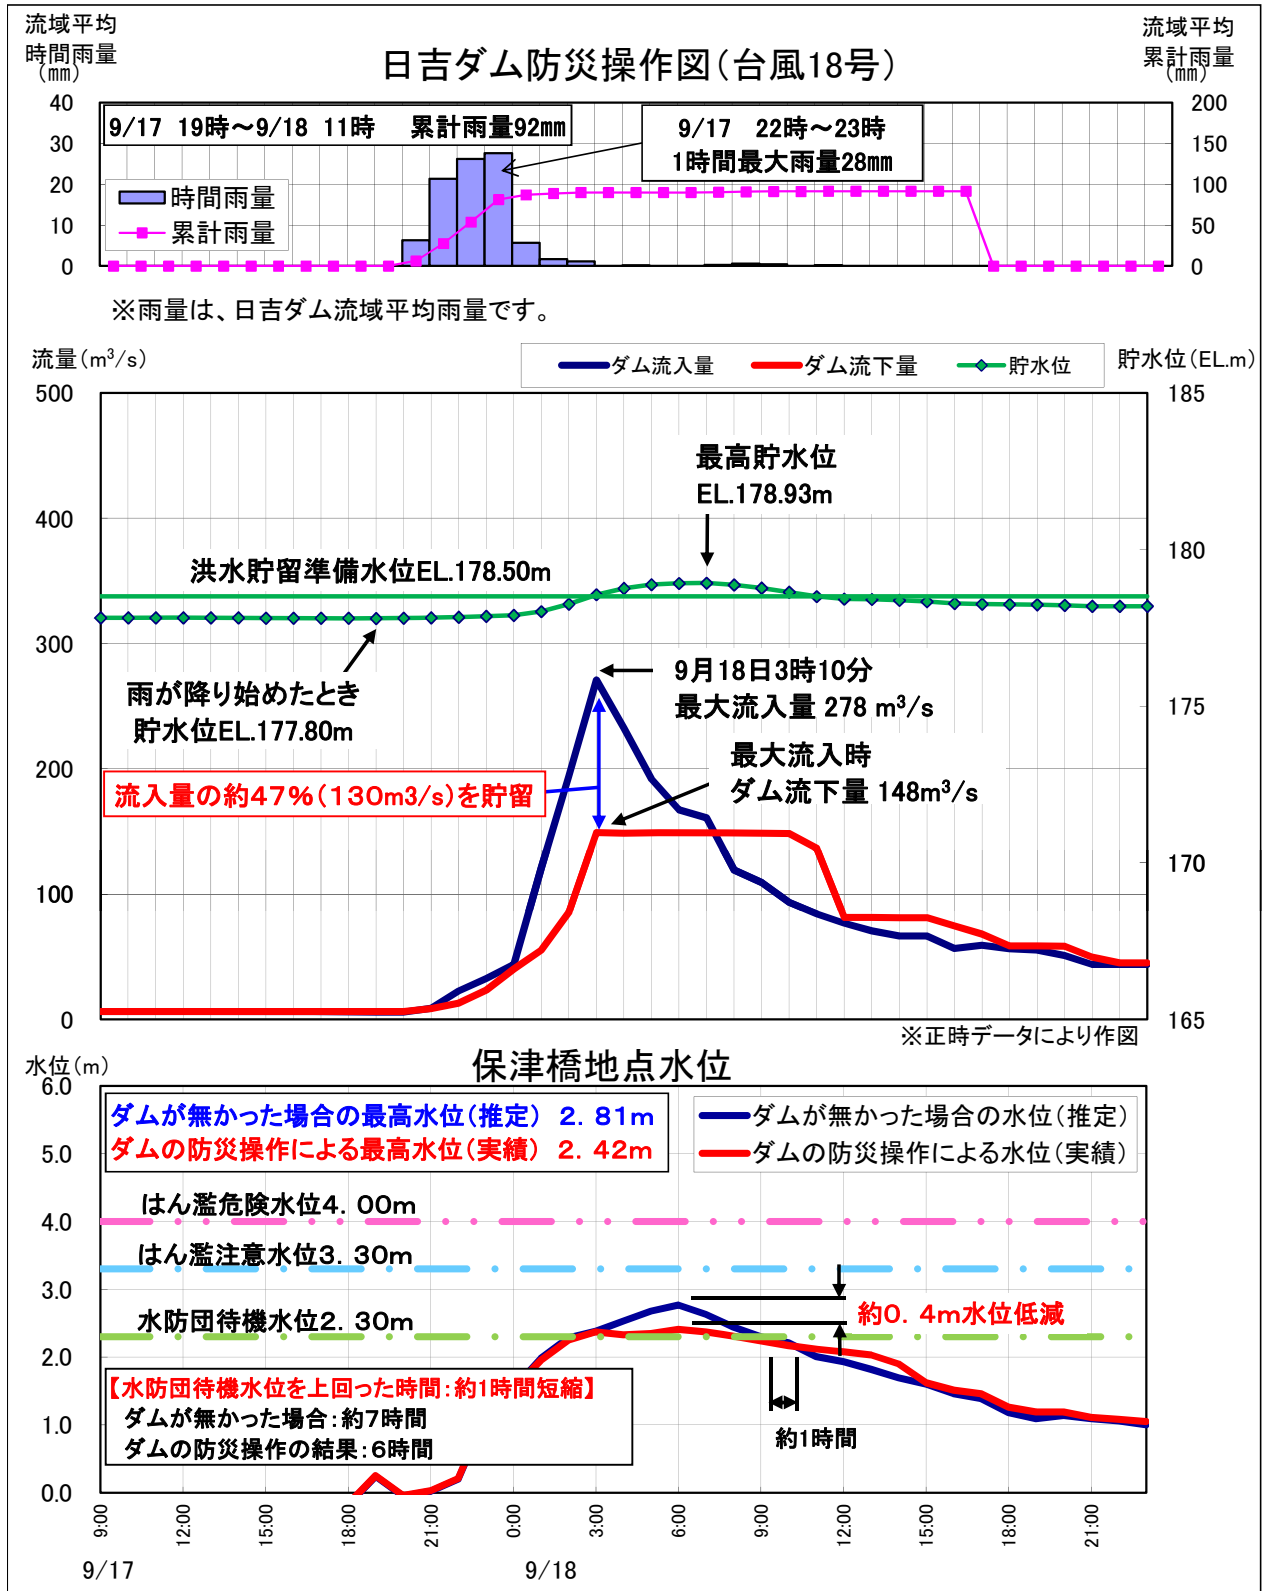 流域平均
時間雨量
(mm)
日吉ダム防災操作図(台風18号)
流域平均
累計雨量
(mm)
40
30
20
10
0
200
150
100
50
0
9/17 19時～9/18 11時 累計雨量92mm
9/17 22時～23時
1時間最大雨量28mm
時間雨量
累計雨量
※雨量は、日吉ダム流域平均雨量です。
流量(m³/s)
ダム流入量
ダム流下量
貯水位
貯水位(EL.m)
500
400
300
200
100
0
185
180
175
170
165
最高貯水位
EL.178.93m
洪水貯留準備水位EL.178.50m
雨が降り始めたとき
貯水位EL.177.80m
9月18日3時10分
最大流入量 278 m³/s
最大流入時
ダム流下量 148m³/s
流入量の約47%(130m3/s)を貯留
※正時データにより作図
水位(m)
保津橋地点水位
6.0
5.0
4.0
3.0
2.0
1.0
0.0
ダムが無かった場合の最高水位(推定) 2.81m
ダムの防災操作による最高水位(実績) 2.42m
ダムが無かった場合の水位(推定)
ダムの防災操作による水位(実績)
はん濫危険水位4.00m
はん濫注意水位3.30m
水防団待機水位2.30m
約0.4m水位低減
【水防団待機水位を上回った時間:約1時間短縮】
ダムが無かった場合:約7時間
ダムの防災操作の結果:6時間
約1時間
9:00
12:00
15:00
18:00
21:00
0:00
3:00
6:00
9:00
12:00
15:00
18:00
21:00
9/17
9/18